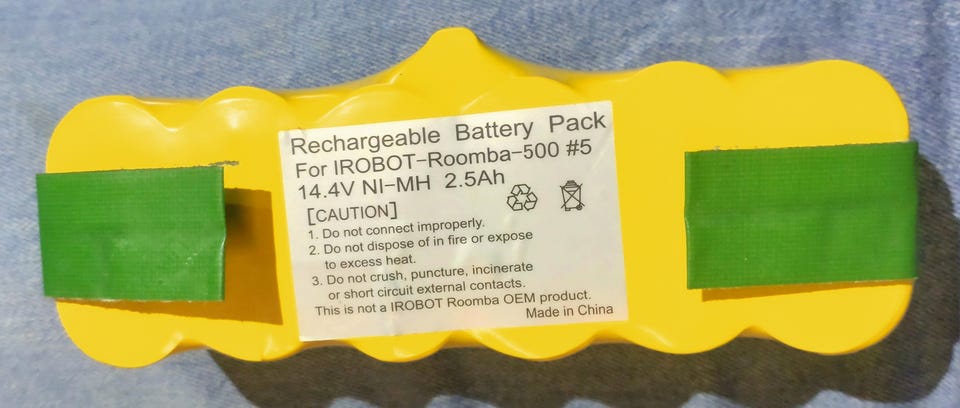 Rechargeable Battery Pack
For IROBOT-Roomba-500 #5
14.4V NI-MH 2.5Ah
[CAUTION]
1. Do not connect improperly.
2. Do not dispose of in fire or expose
to excess heat.
3. Do not crush, puncture, incinerate
or short circuit external contacts.
This is not a IROBOT Roomba OEM product.
Made in China